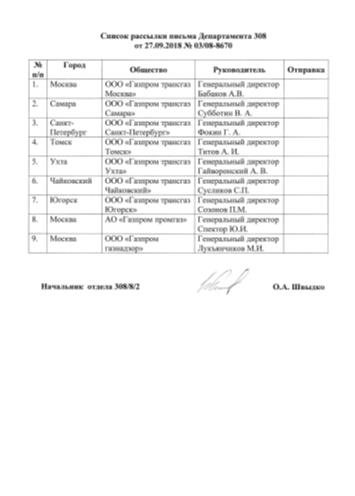 Список рассылки письма Департамента 308
от 27.09.2018 № 03/08-8670
№ п/п Город Общество Руководитель Отправка
1. Москва ООО «Газпром трансгаз Генеральный директор
Москва» Бабаков А.В.
2. Самара ООО «Газпром трансгаз Генеральный директор
Самара» Субботин В. А.
3. Санкт- ООО «Газпром трансгаз Генеральный директор
Петербург Санкт-Петербург» Фокин Г. А.
4. Томск ООО «Газпром трансгаз Генеральный директор
Томск» Титов А. И.
5. Ухта ООО «Газпром трансгаз Генеральный директор
Ухта» Гайворонский А. В.
6. Чайковский ООО «Газпром трансгаз Генеральный директор
Чайковский» Сусликов С.П.
7. Югорск ООО «Газпром трансгаз Генеральный директор
Югорск» Созонов П.М.
8. Москва АО «Газпром промгаз» Генеральный директор
Спектор Ю.И.
9. Москва ООО «Газпром Генеральный директор
газнадзор» Лукьянчиков М.И.
Начальник отдела 308/8/2 О.А. Швыдко